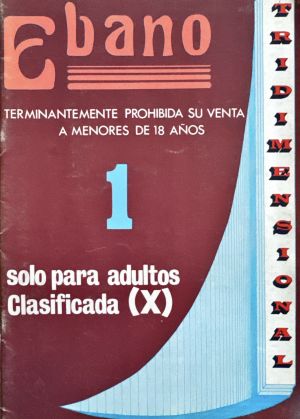 Ebano
TERMINANTEMENTE PROHIBIDA SU VENTA
A MENORES DE 18 AÑOS
1
solo para adultos
Clasificada (X)
TRIDIMENSIONAL